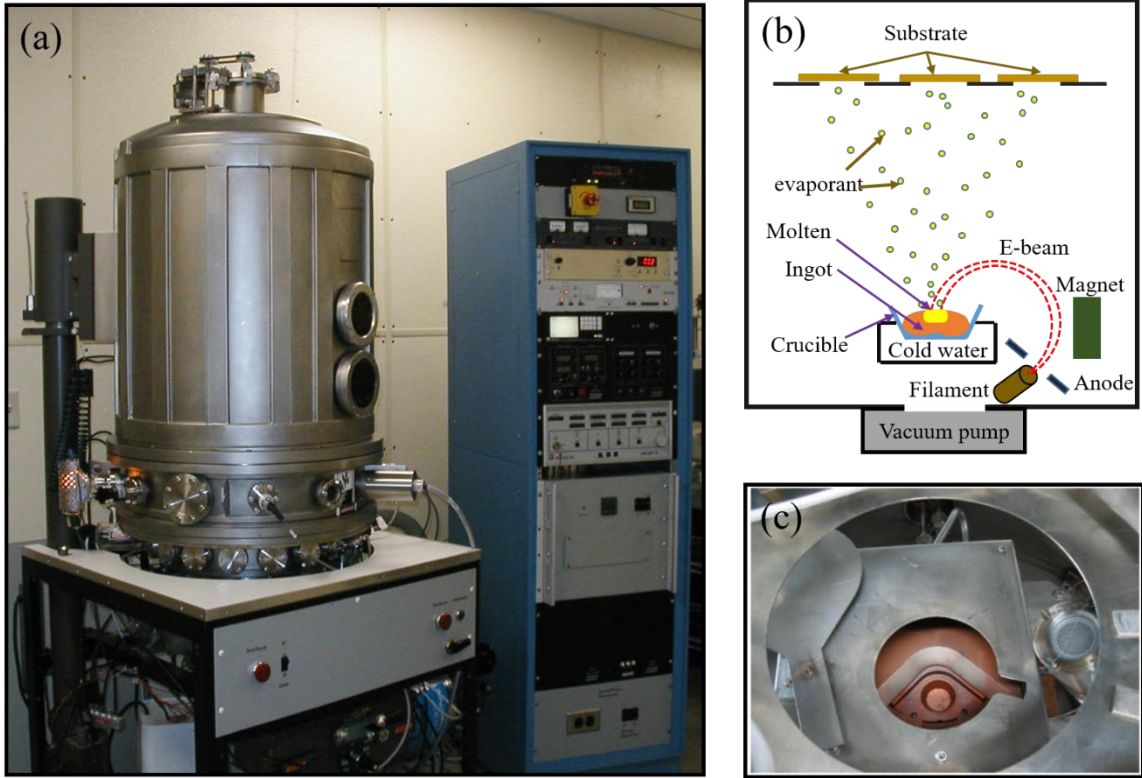 (a)
(b)
Substrate
evaporant
Molten
Ingot
E-beam
Magnet
Crucible
Cold water
Filament
Anode
Vacuum pump
(c)